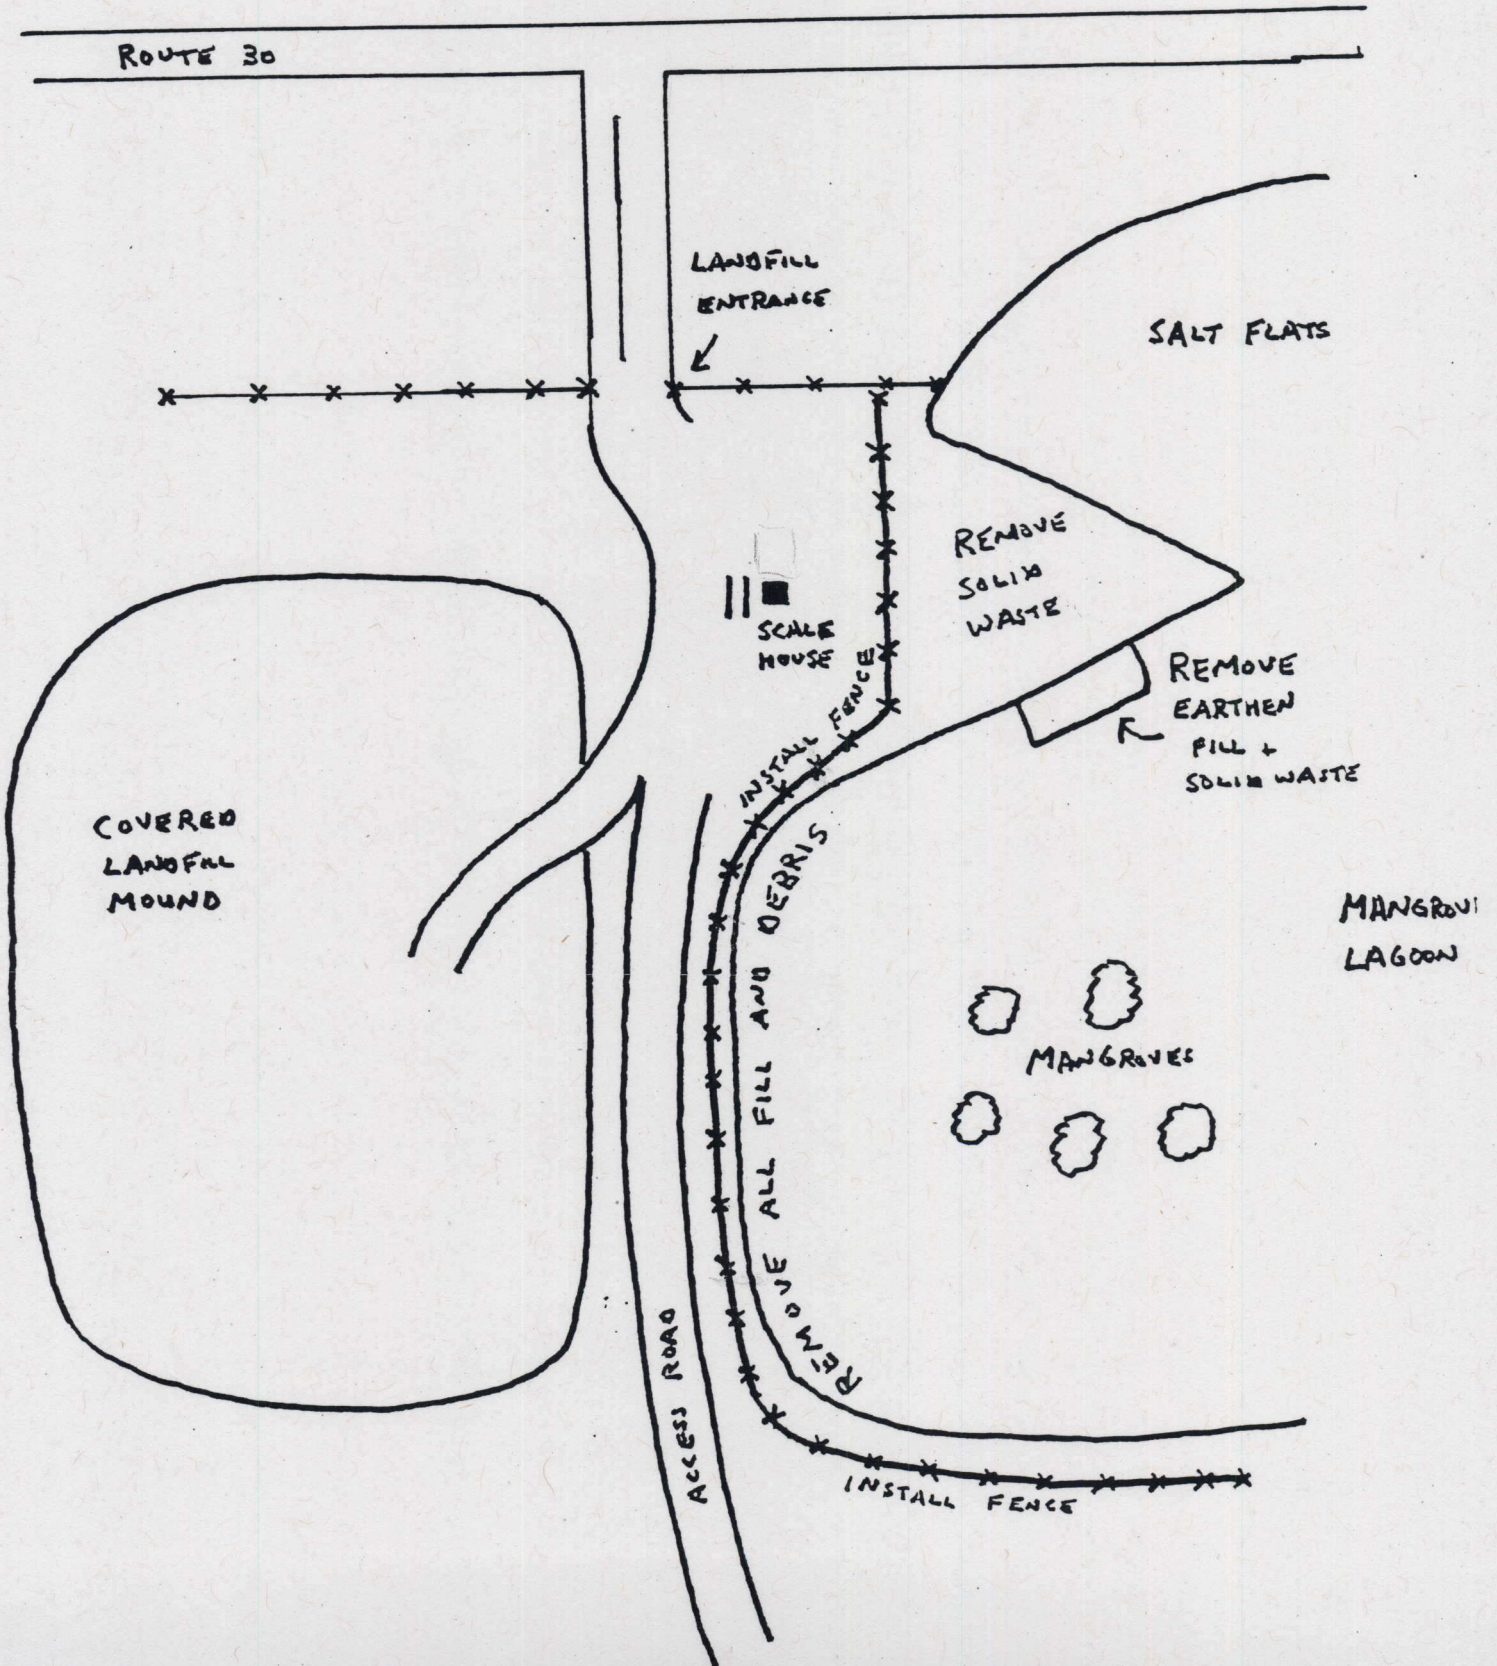 ROUTE 30
LANDFILL
ENTRANCE
SALT FLATS
REMOVE
SOLID
WASTE
SCALE
HOUSE
INSTALL FENCE
REMOVE
EARTHEN
FILL +
SOLID WASTE
COVERED
LANDFILL
MOUND
REMOVE ALL FILL AND DEBRIS
MANGROV
LAGOON
MANGROVES
ACCESS ROAD
INSTALL FENCE